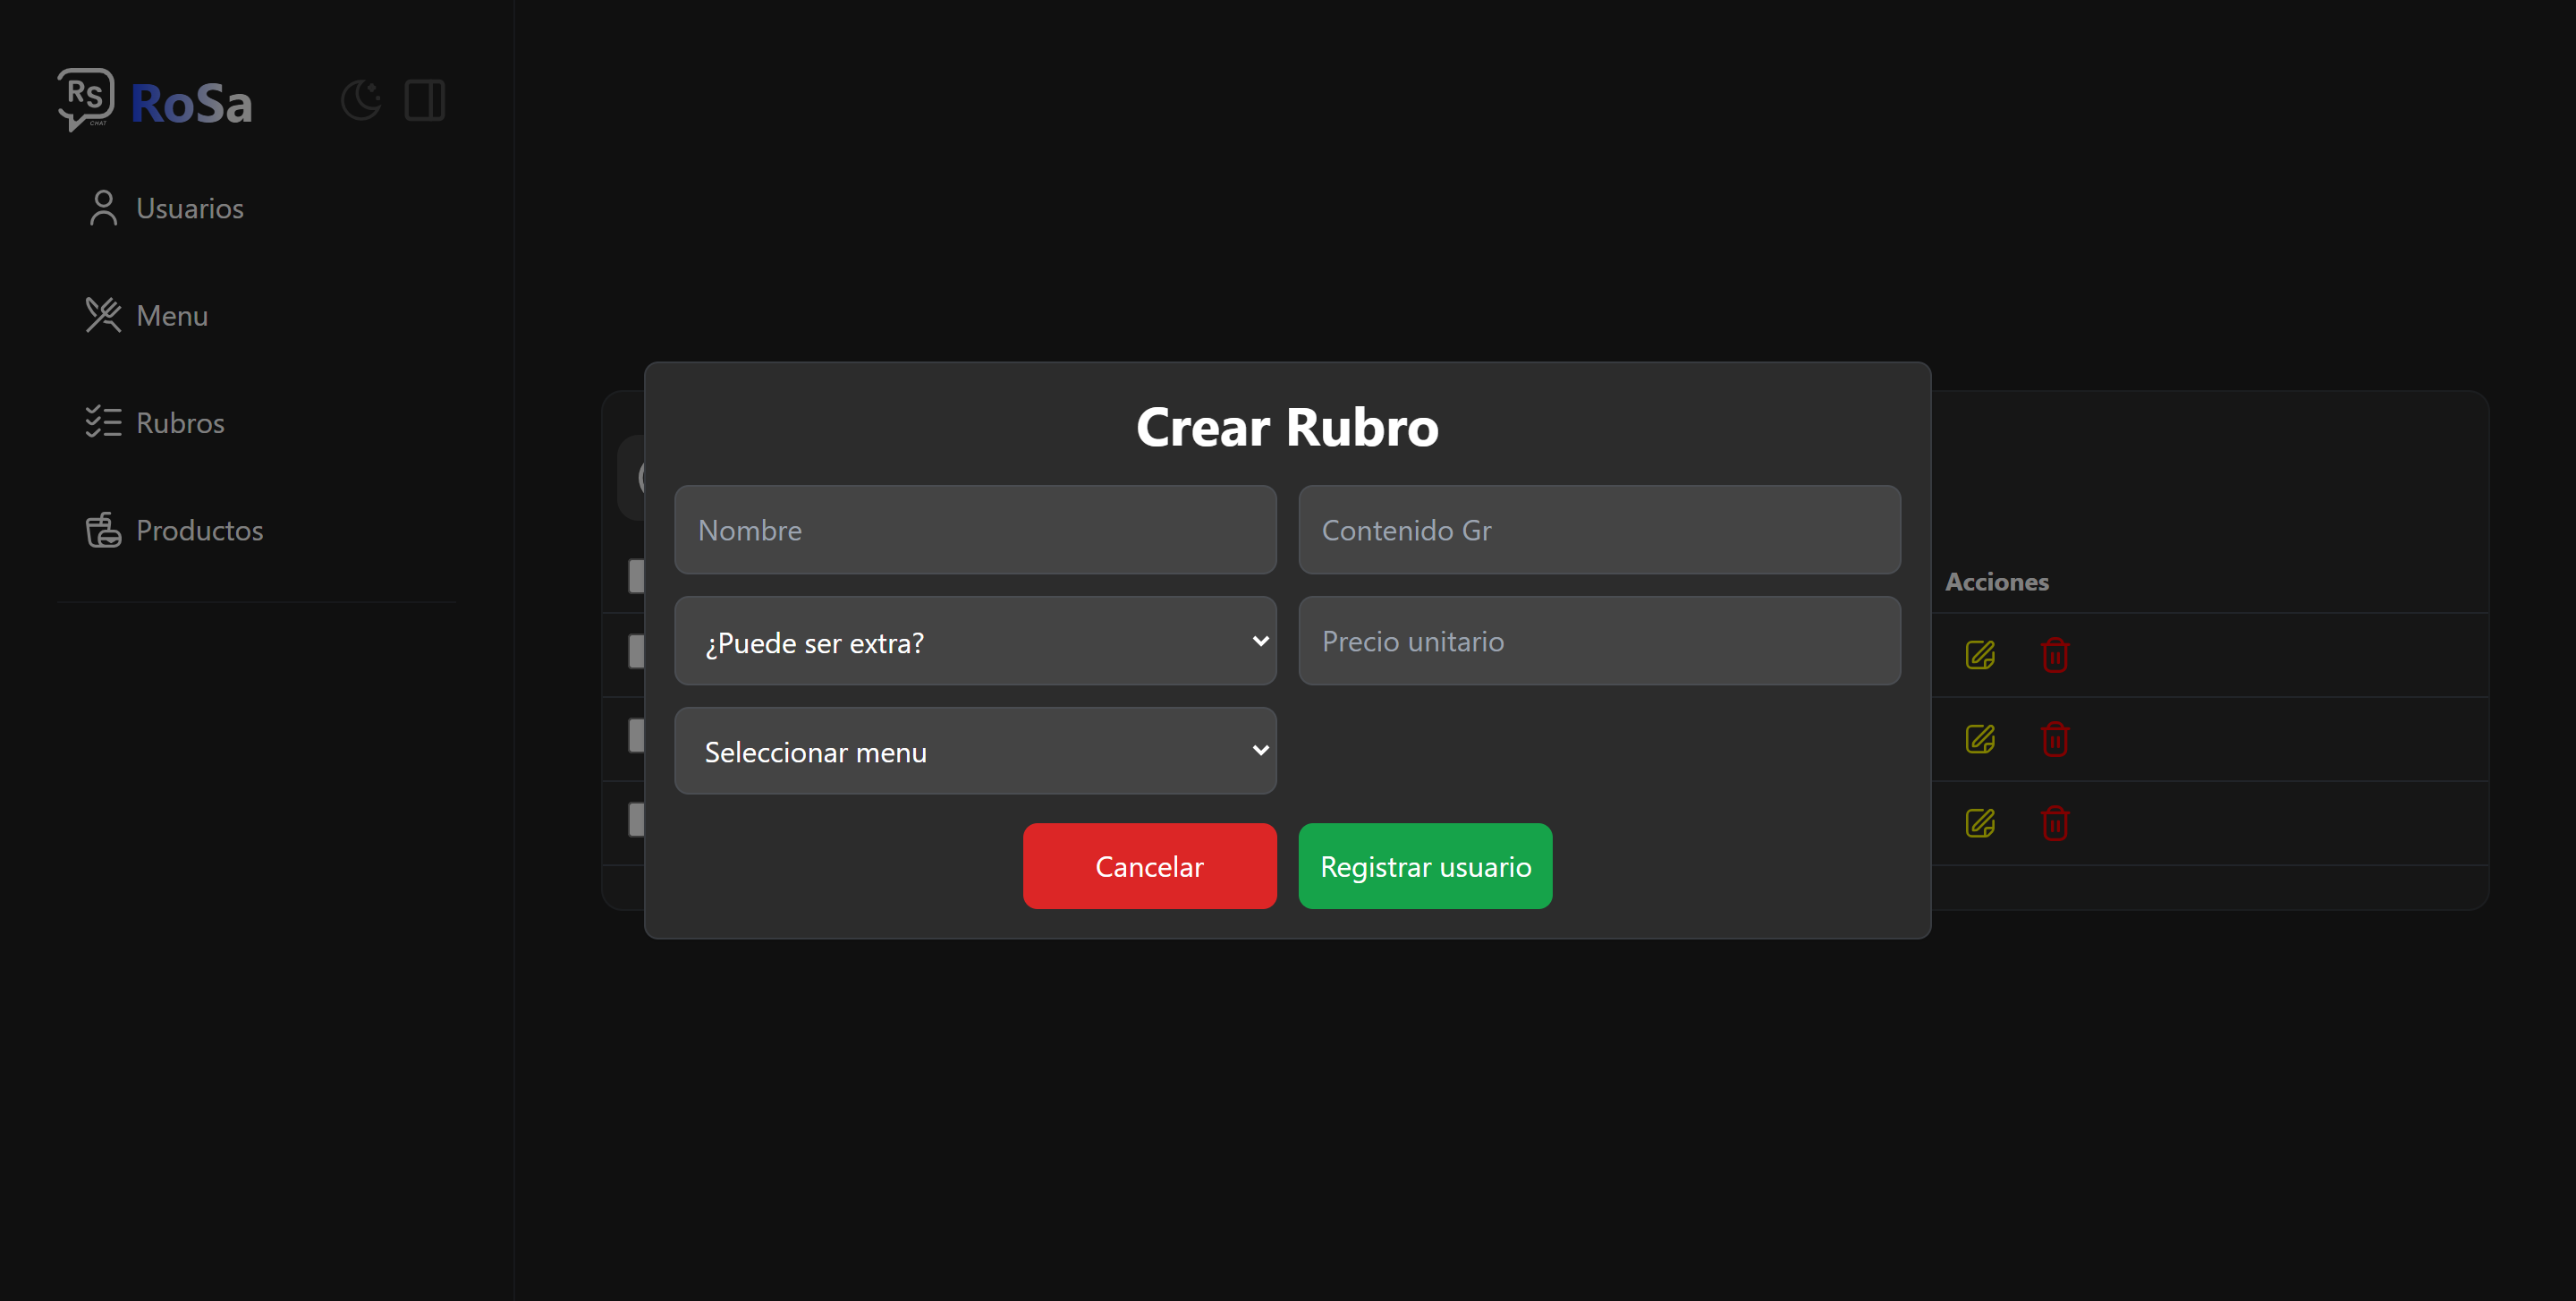 RS
CHAT
RoSa
Usuarios
Menu
Rubros
Productos
Crear Rubro
Nombre
Contenido Gr
¿Puede ser extra?
Precio unitario
Seleccionar menu
Cancelar
Registrar usuario
Acciones